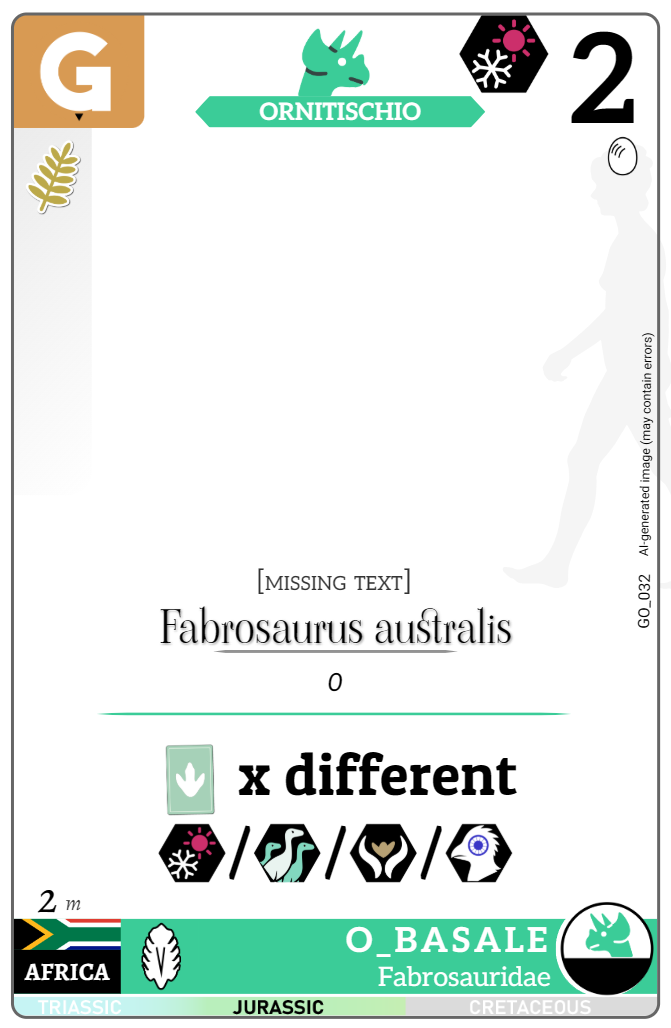 G
ORNITISCHIO
2
AI-generated image (may contain errors)
GO_032
[MISSING TEXT]
Fabrosaurus australis
0
x different
/ / /
2 m
AFRICA
O_BASALE
Fabrosauridae
TRIASSIC JURASSIC CRETACEOUS